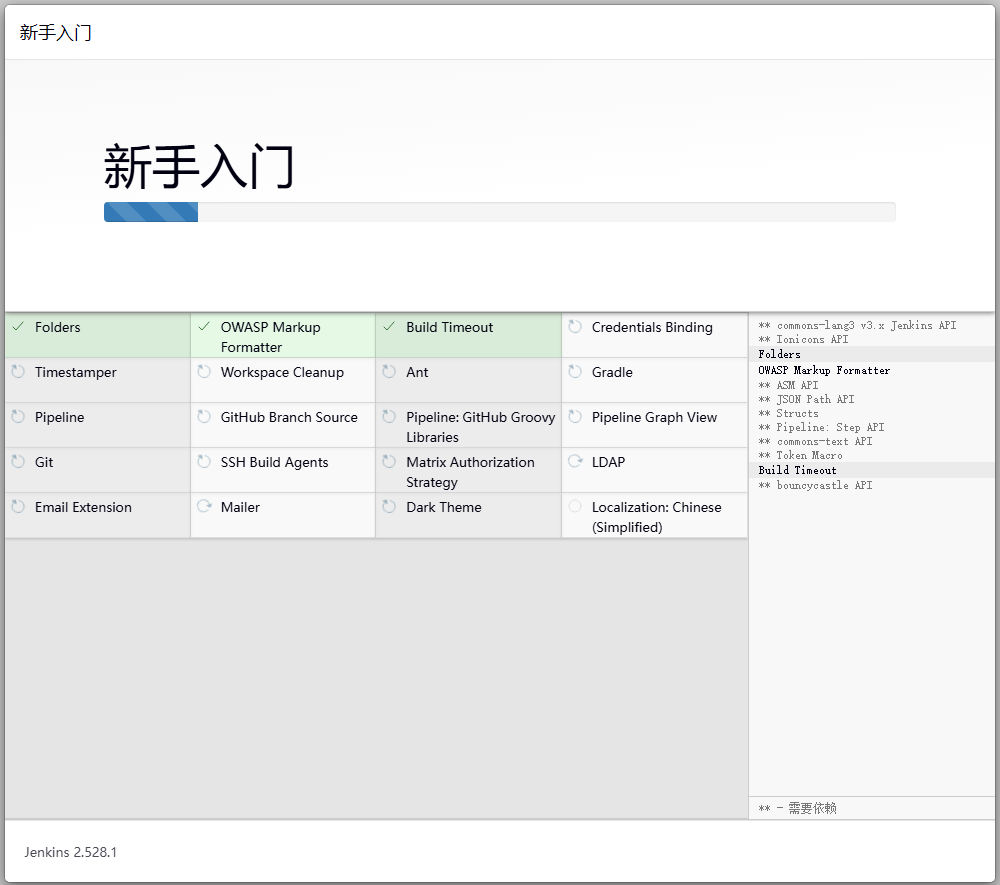 新手入门
新手入门
Folders
OWASP Markup
Formatter
Build Timeout
Credentials Binding
Timestamper
Workspace Cleanup
Ant
Gradle
Pipeline
GitHub Branch Source
Pipeline: GitHub Groovy
Libraries
Pipeline Graph View
Git
SSH Build Agents
Matrix Authorization
Strategy
LDAP
Email Extension
Mailer
Dark Theme
Localization: Chinese
(Simplified)
** commons-lang3 v3.x Jenkins API
** Ionicons API
Folders
OWASP Markup Formatter
** ASM API
** JSON Path API
** Structs
** Pipeline: Step API
** commons-text API
** Token Macro
Build Timeout
** bouncycastle API
** - 需要依赖
Jenkins 2.528.1